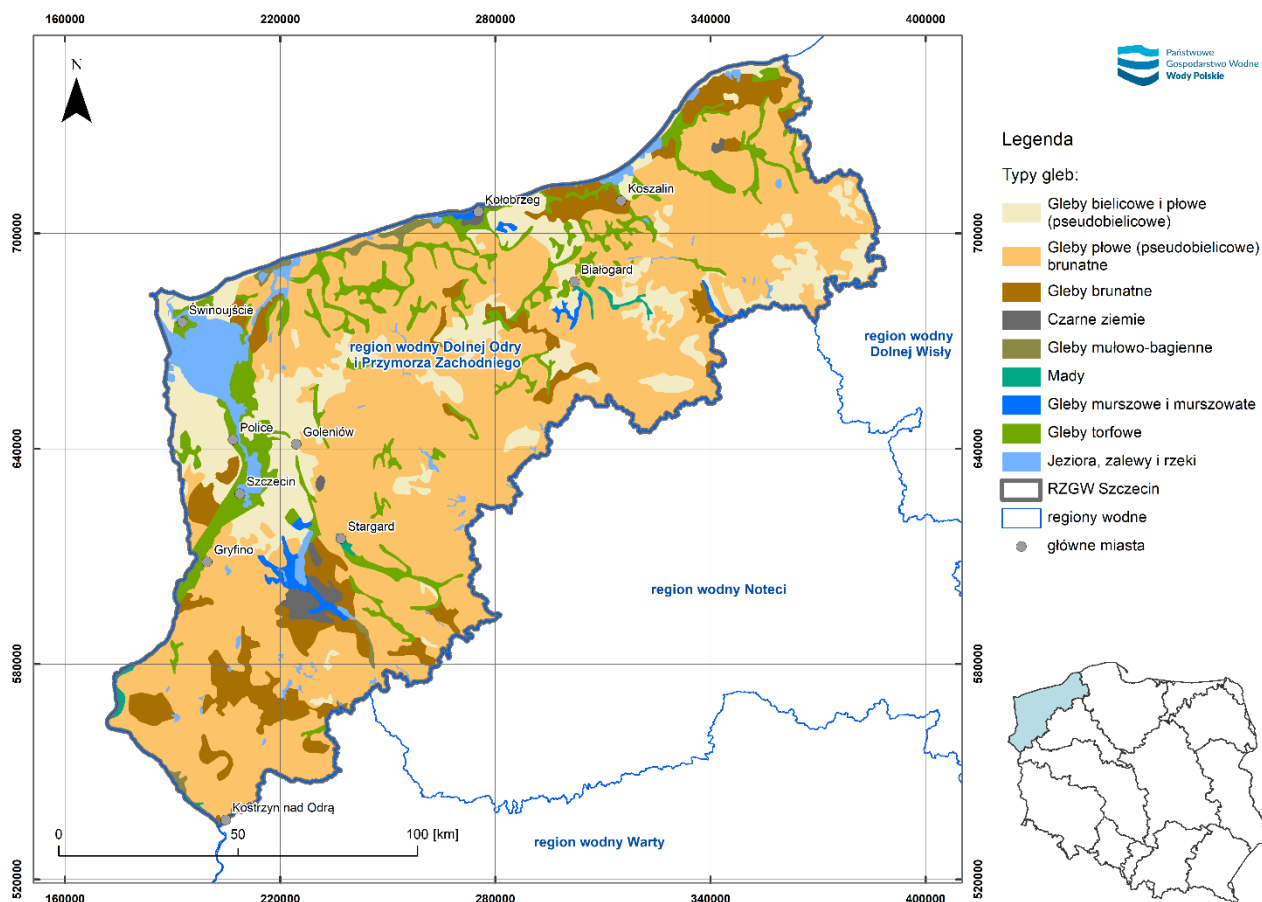 160000 220000 280000 340000 400000
N
Państwowe
Gospodarstwo Wodne
Wody Polskie
Legenda
Typy gleb:
Gleby bielicowe i płowe
(pseudobielicowe)
Gleby płowe (pseudobielicowe)
brunatne
Gleby brunatne
Czarne ziemie
Gleby mułowo-bagienne
Mady
Gleby murszowe i murszowate
Gleby torfowe
Jeziora, zalewy i rzeki
RZGW Szczecin
regiony wodne
główne miasta
Koszalin
Kołobrzeg
700000 700000
Białogard
Świnoujście
region wodny Dolnej Odry
i Przymorza Zachodniego
region wodny
Dolnej Wisły
Police
Goleniów
640000 640000
Szczecin
Stargard
Gryfino
region wodny Noteci
580000 580000
Kostrzyn nad Odrą
0 50 100 [km]
region wodny Warty
520000 520000
160000 220000 280000 340000 400000